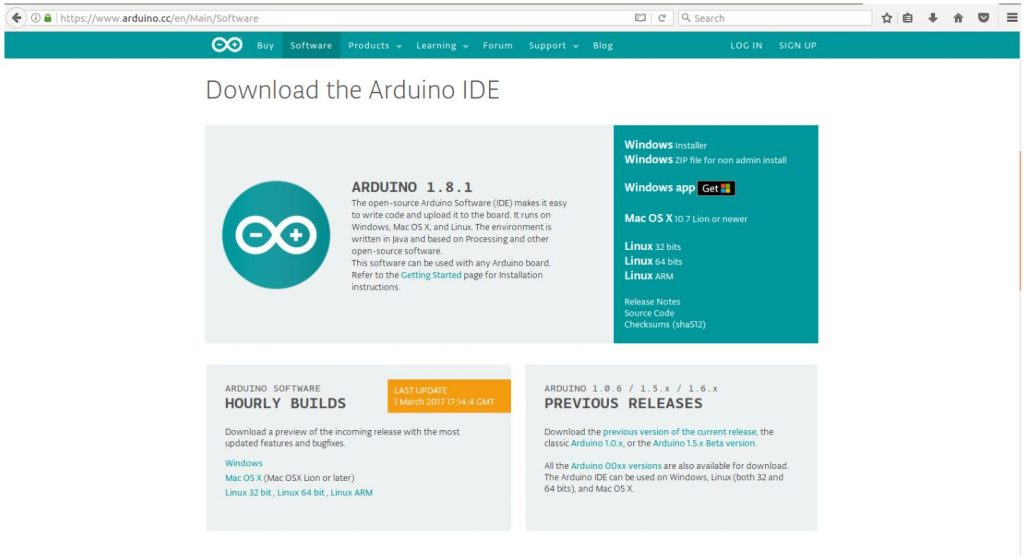 https://www.arduino.cc/en/Main/Software
Search
Buy Software Products Learning Forum Support Blog LOG IN SIGN UP
Download the Arduino IDE
ARDUINO 1.8.1
The open-source Arduino Software (IDE) makes it easy
to write code and upload it to the board. It runs on
Windows, Mac OS X, and Linux. The environment is
written in Java and based on Processing and other
open-source software.
This software can be used with any Arduino board.
Refer to the Getting Started page for Installation
instructions.
Windows Installer
Windows ZIP file for non admin install
Windows app Get
Mac OS X 10.7 Lion or newer
Linux 32 bits
Linux 64 bits
Linux ARM
Release Notes
Source Code
Checksums (sha512)
ARDUINO SOFTWARE
HOURLY BUILDS
LAST UPDATE
1 March 2017 17:14:4 GMT
Download a preview of the incoming release with the most
updated features and bugfixes.
Windows
Mac OS X (Mac OSX Lion or later)
Linux 32 bit , Linux 64 bit , Linux ARM
ARDUINO 1.0.6 / 1.5.x / 1.6.x
PREVIOUS RELEASES
Download the previous version of the current release, the
classic Arduino 1.0.x, or the Arduino 1.5.x Beta version.
All the Arduino 00xx versions are also available for download.
The Arduino IDE can be used on Windows, Linux (both 32 and
64 bits), and Mac OS X.